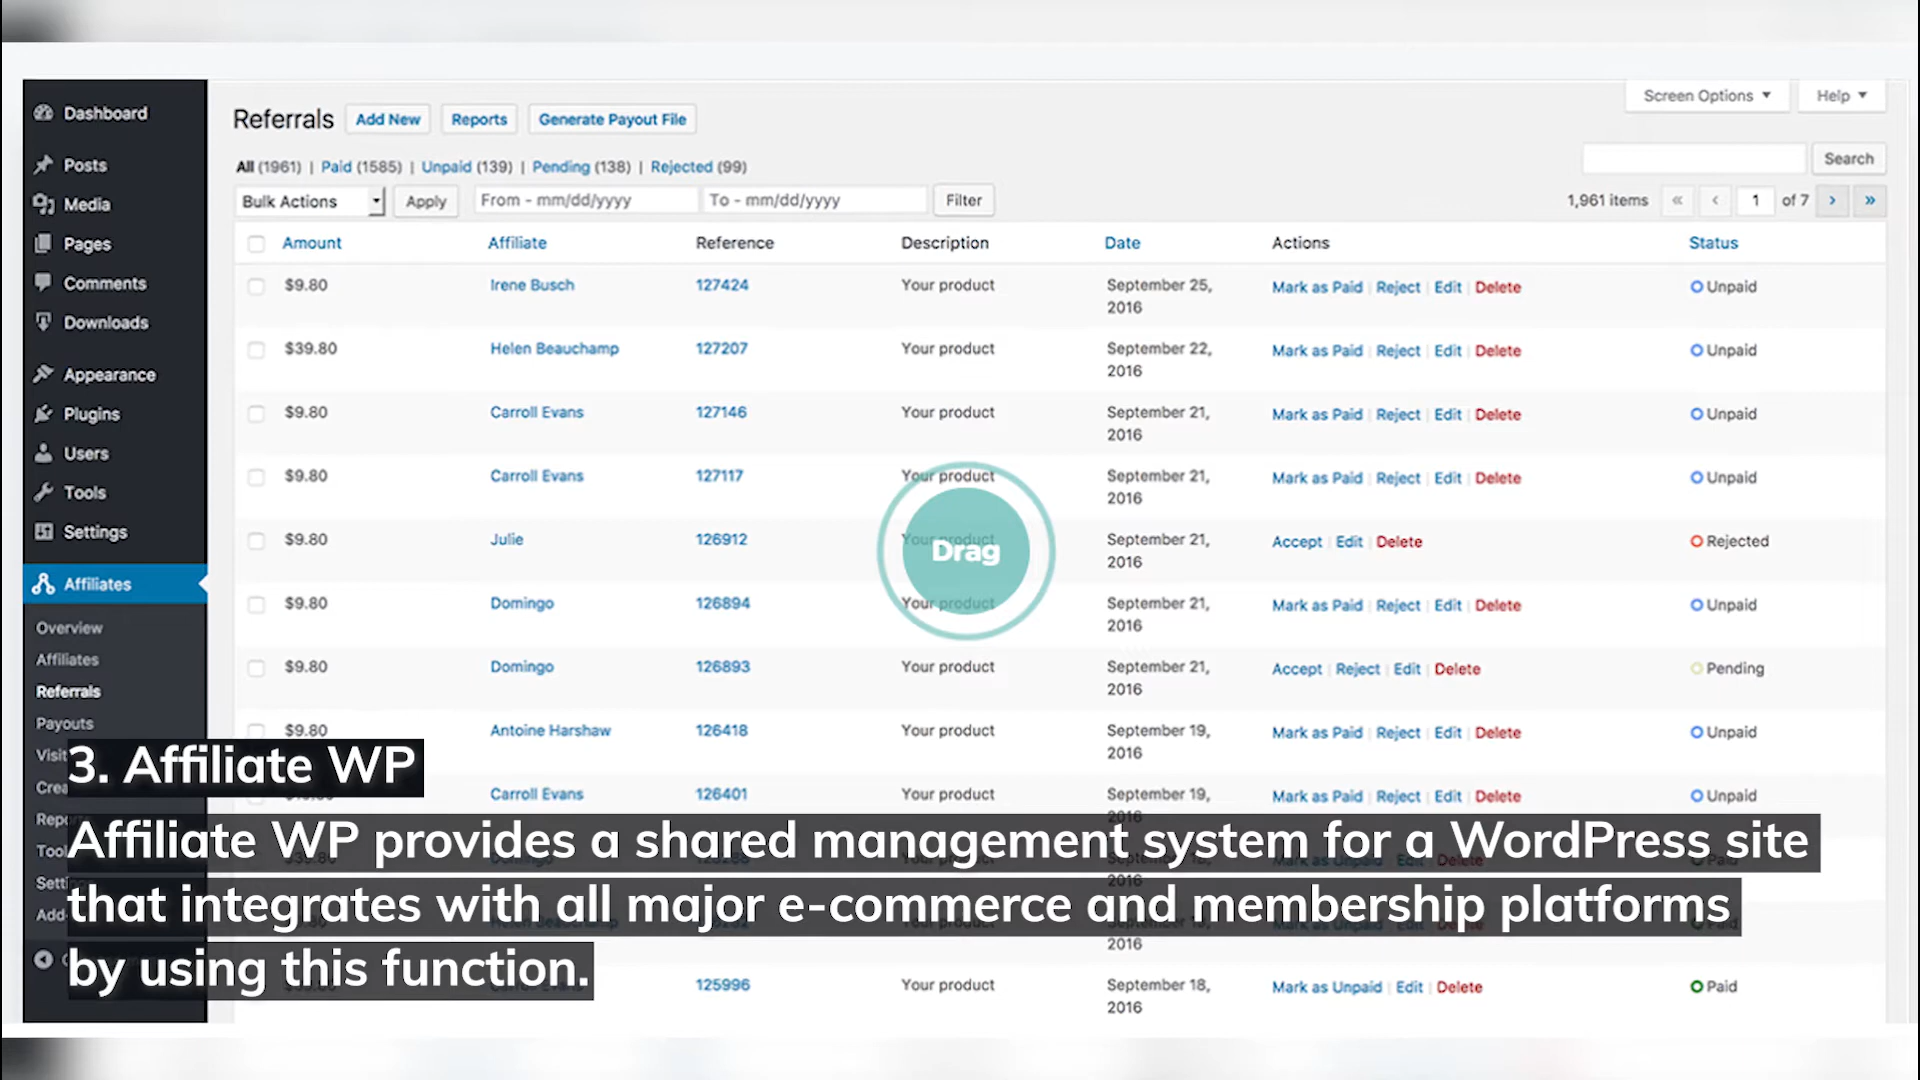 Dashboard
Posts
Media
Pages
Comments
Downloads
Appearance
Plugins
Users
Tools
Settings
Affiliates
Overview
Affiliates
Referrals
Payouts
Referrals Add New Reports Generate Payout File
Screen Options Help
All (1961) | Paid (1585) | Unpaid (139) | Pending (138) | Rejected (99)
Search
Bulk Actions Apply From - mm/dd/yyyy To - mm/dd/yyyy Filter
1,961 items « ‹ 1 of 7 › »
Amount Affiliate Reference Description Date Actions Status
$9.80 Irene Busch 127424 Your product September 25, 2016 Mark as Paid | Reject | Edit | Delete Unpaid
$39.80 Helen Beauchamp 127207 Your product September 22, 2016 Mark as Paid | Reject | Edit | Delete Unpaid
$9.80 Carroll Evans 127146 Your product September 21, 2016 Mark as Paid | Reject | Edit | Delete Unpaid
$9.80 Carroll Evans 127117 Your product September 21, 2016 Mark as Paid | Reject | Edit | Delete Unpaid
$9.80 Julie 126912 Your product September 21, 2016 Accept | Edit | Delete Rejected
Drag
$9.80 Domingo 126894 Your product September 21, 2016 Mark as Paid | Reject | Edit | Delete Unpaid
$9.80 Domingo 126893 Your product September 21, 2016 Accept | Reject | Edit | Delete Pending
$9.80 Antoine Harshaw 126418 Your product September 19, 2016 Mark as Paid | Reject | Edit | Delete Unpaid
Carroll Evans 126401 Your product September 19, 2016 Mark as Paid | Reject | Edit | Delete Unpaid
125996 Your product September 18, 2016 Mark as Unpaid | Edit | Delete Paid
3. Affiliate WP
Affiliate WP provides a shared management system for a WordPress site
that integrates with all major e-commerce and membership platforms
by using this function.